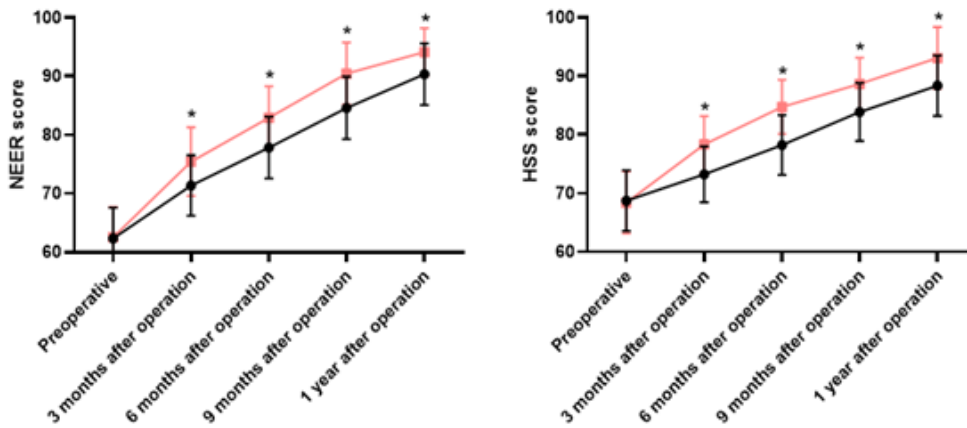 NEER score
100
90
80
70
60
*
*
*
*
Preoperative
3 months after operation
6 months after operation
9 months after operation
1 year after operation
HSS score
100
90
80
70
60
*
*
*
*
Preoperative
3 months after operation
6 months after operation
9 months after operation
1 year after operation